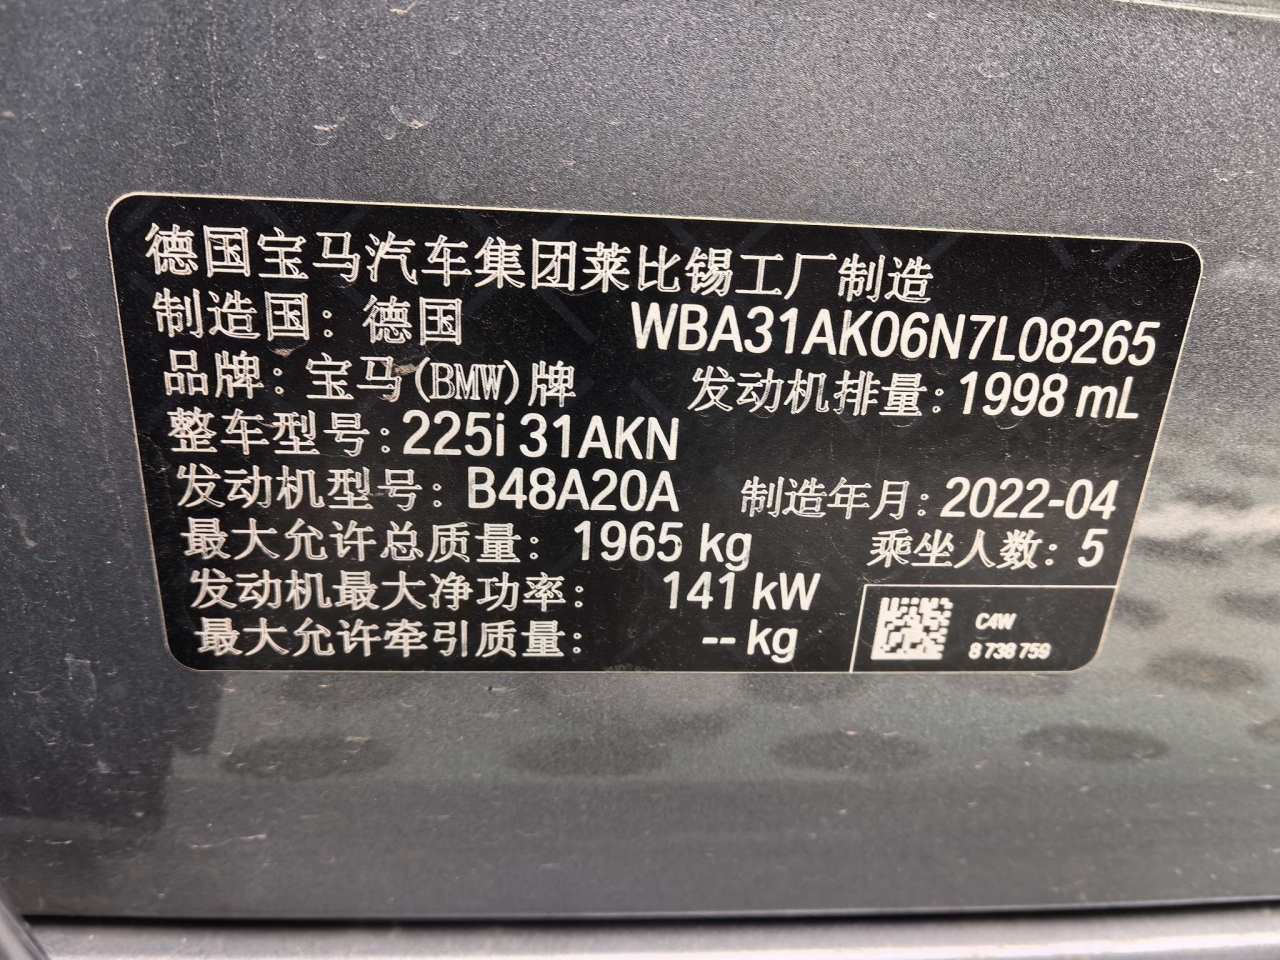 德国宝马汽车集团莱比锡工厂制造
制造国：德国 WBA31AK06N7L08265
品牌：宝马(BMW)牌 发动机排量：1998 mL
整车型号：225i 31AKN
发动机型号：B48A20A 制造年月：2022-04
最大允许总质量：1965 kg 乘坐人数：5
发动机最大净功率：141 kW
最大允许牵引质量：-- kg
C4W
8 738 759